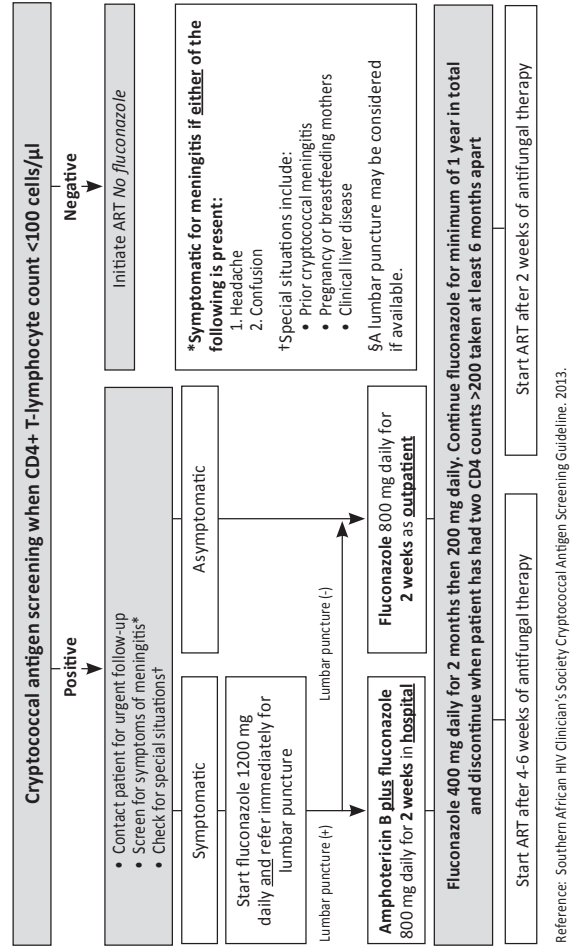 Cryptococcal antigen screening when CD4+ T-lymphocyte count <100 cells/µl
Positive
Negative
• Contact patient for urgent follow-up
• Screen for symptoms of meningitis*
• Check for special situations†
Initiate ART No fluconazole
Symptomatic
Asymptomatic
Start fluconazole 1200 mg
daily and refer immediately for
lumbar puncture
*Symptomatic for meningitis if either of the
following is present:
1. Headache
2. Confusion
†Special situations include:
• Prior cryptococcal meningitis
• Pregnancy or breastfeeding mothers
• Clinical liver disease
§A lumbar puncture may be considered
if available.
Lumbar puncture (+)
Lumbar puncture (-)
Amphotericin B plus fluconazole
800 mg daily for 2 weeks in hospital
Fluconazole 800 mg daily for
2 weeks as outpatient
Fluconazole 400 mg daily for 2 months then 200 mg daily. Continue fluconazole for minimum of 1 year in total
and discontinue when patient has had two CD4 counts >200 taken at least 6 months apart
Start ART after 4-6 weeks of antifungal therapy
Start ART after 2 weeks of antifungal therapy
Reference: Southern African HIV Clinician's Society Cryptococcal Antigen Screening Guideline. 2013.